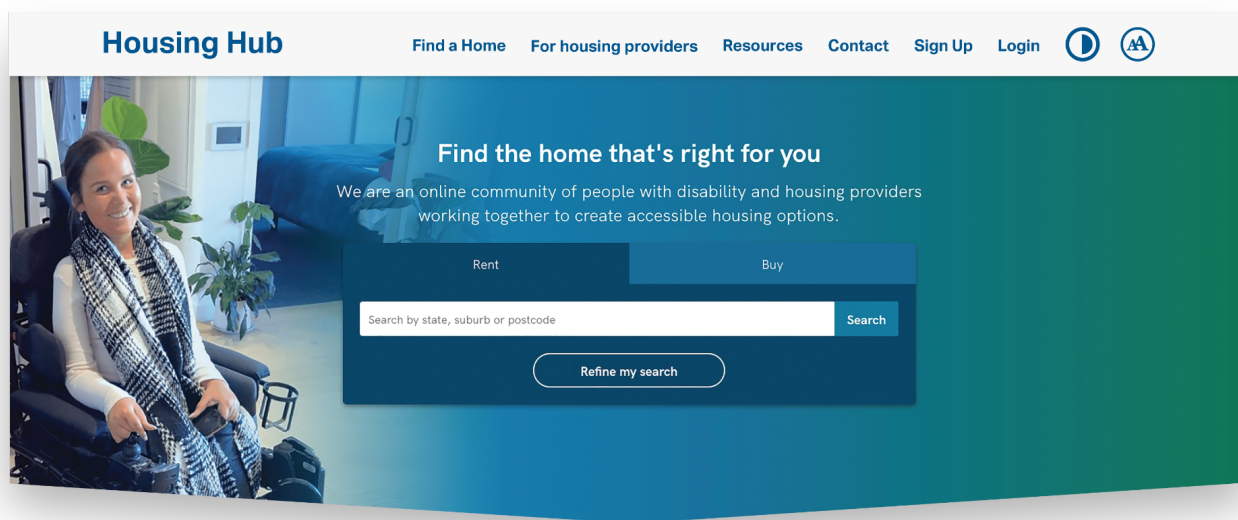 Housing Hub
Find a Home
For housing providers
Resources
Contact
Sign Up
Login
AA
Find the home that's right for you
We are an online community of people with disability and housing providers
working together to create accessible housing options.
Rent
Buy
Search by state, suburb or postcode
Search
Refine my search